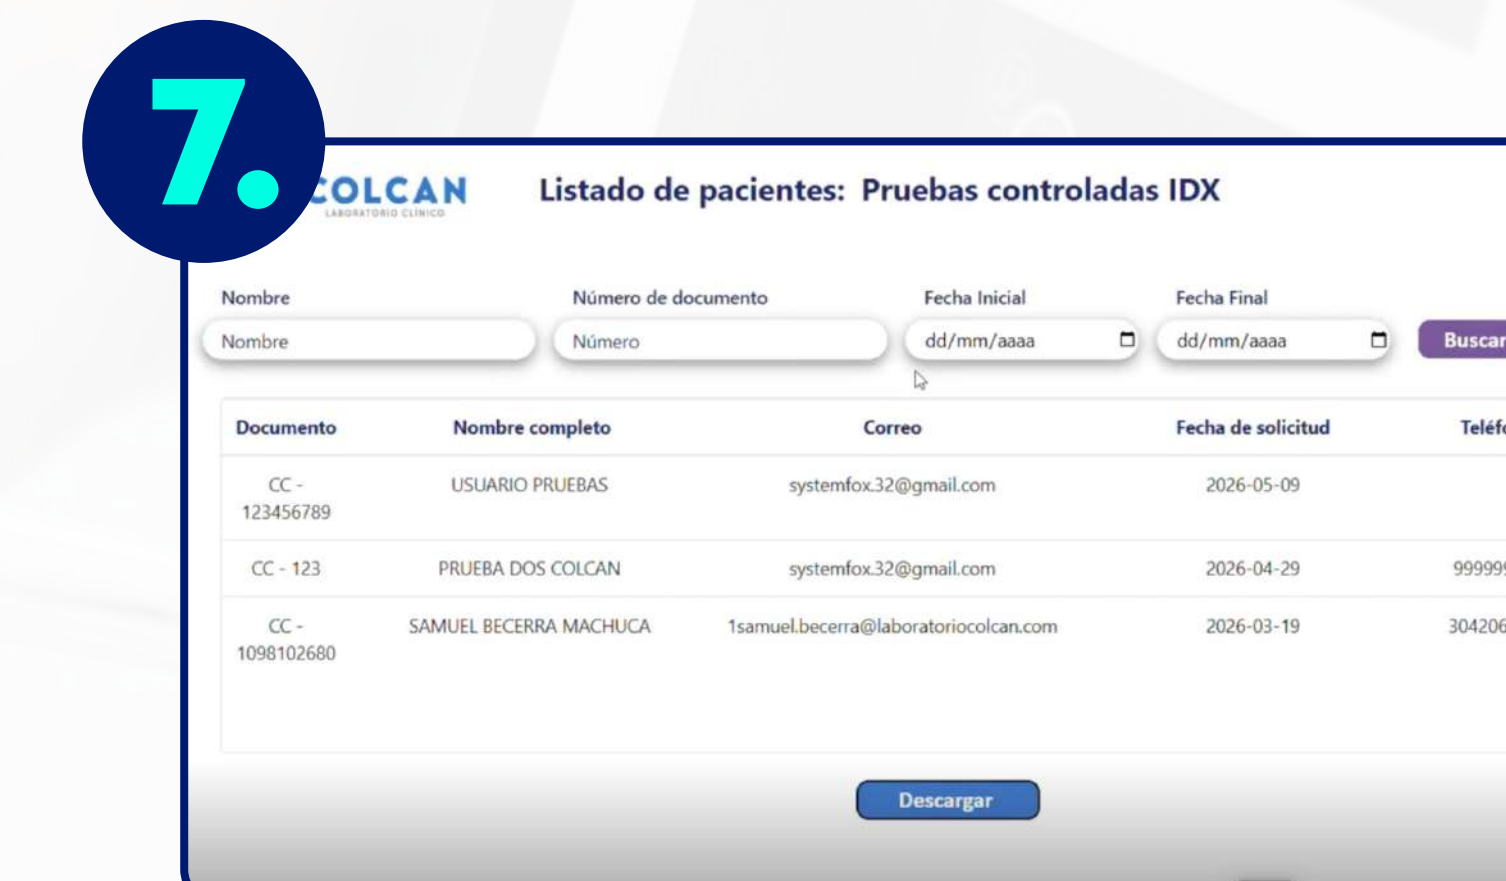 7.
COLCAN
LABORATORIO CLÍNICO
Listado de pacientes: Pruebas controladas IDX
Nombre Número de documento Fecha Inicial Fecha Final
Nombre Número dd/mm/aaaa dd/mm/aaaa Buscar
Documento Nombre completo Correo Fecha de solicitud Teléfo
CC - USUARIO PRUEBAS systemfox.32@gmail.com 2026-05-09
123456789
CC - 123 PRUEBA DOS COLCAN systemfox.32@gmail.com 2026-04-29 999999
CC - SAMUEL BECERRA MACHUCA 1samuel.becerra@laboratoriocolcan.com 2026-03-19 304206
1098102680
Descargar